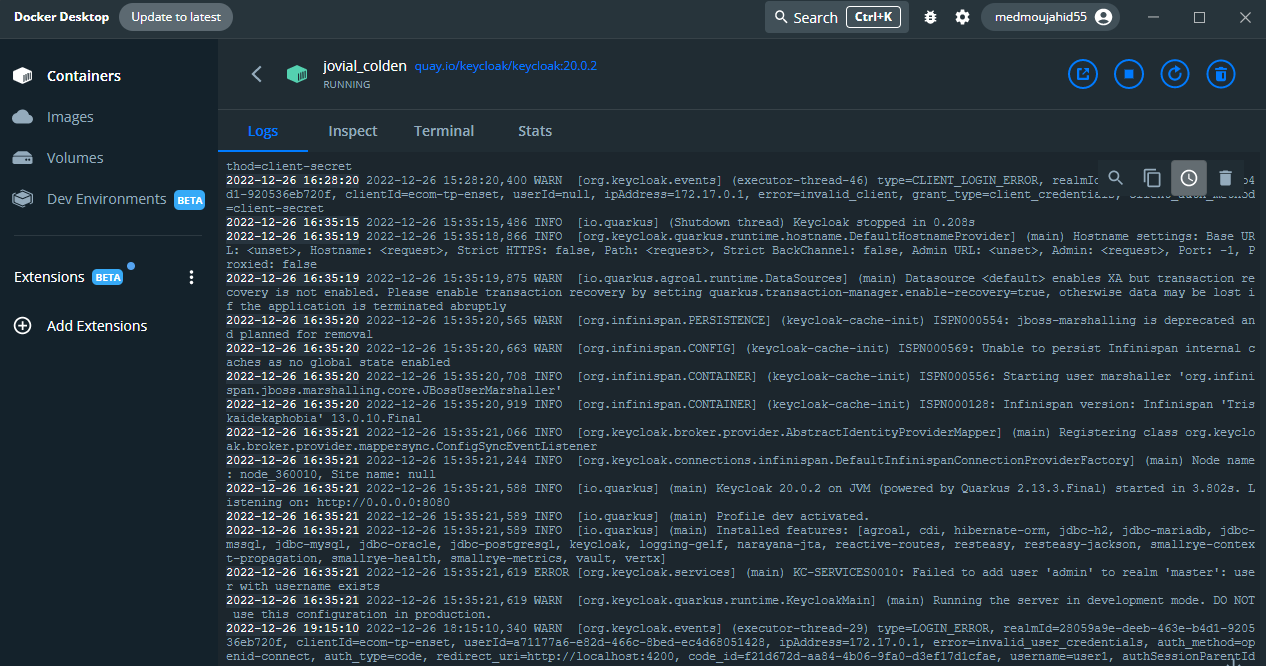 Docker Desktop
Update to latest
Search
Ctrl+K
medmoujahid55
Containers
Images
Volumes
Dev Environments
BETA
Extensions
BETA
Add Extensions
jovial_colden
quay.io/keycloak/keycloak:20.0.2
RUNNING
Logs
Inspect
Terminal
Stats
thod=client-secret
2022-12-26 16:28:20 2022-12-26 15:28:20,400 WARN  [org.keycloak.events] (executor-thread-46) type=CLIENT_LOGIN_ERROR, realmId
d1-920536eb720f, clientId=ecom-tp-enset, userId=null, ipAddress=172.17.0.1, error=invalid_client, grant_type=client_credentials, client_auth_method
=client-secret
2022-12-26 16:35:15 2022-12-26 15:35:15,486 INFO  [io.quarkus] (Shutdown thread) Keycloak stopped in 0.208s
2022-12-26 16:35:19 2022-12-26 15:35:18,866 INFO  [org.keycloak.quarkus.runtime.hostname.DefaultHostnameProvider] (main) Hostname settings: Base UR
L: <unset>, Hostname: <request>, Strict HTTPS: false, Path: <request>, Strict BackChannel: false, Admin URL: <unset>, Admin: <request>, Port: -1, P
roxied: false
2022-12-26 16:35:19 2022-12-26 15:35:19,875 WARN  [io.quarkus.agroal.runtime.DataSources] (main) Datasource <default> enables XA but transaction re
covery is not enabled. Please enable transaction recovery by setting quarkus.transaction-manager.enable-recovery=true, otherwise data may be lost i
f the application is terminated abruptly
2022-12-26 16:35:20 2022-12-26 15:35:20,565 WARN  [org.infinispan.PERSISTENCE] (keycloak-cache-init) ISPN000554: jboss-marshalling is deprecated an
d planned for removal
2022-12-26 16:35:20 2022-12-26 15:35:20,663 WARN  [org.infinispan.CONFIG] (keycloak-cache-init) ISPN000569: Unable to persist Infinispan internal c
aches as no global state enabled
2022-12-26 16:35:20 2022-12-26 15:35:20,708 INFO  [org.infinispan.CONTAINER] (keycloak-cache-init) ISPN000556: Starting user marshaller 'org.infini
span.jboss.marshalling.core.JBossUserMarshaller'
2022-12-26 16:35:20 2022-12-26 15:35:20,919 INFO  [org.infinispan.CONTAINER] (keycloak-cache-init) ISPN000128: Infinispan version: Infinispan 'Tris
kaidekaphobia' 13.0.10.Final
2022-12-26 16:35:21 2022-12-26 15:35:21,066 INFO  [org.keycloak.broker.provider.AbstractIdentityProviderMapper] (main) Registering class org.keyclo
ak.broker.provider.mappersync.ConfigSyncEventListener
2022-12-26 16:35:21 2022-12-26 15:35:21,244 INFO  [org.keycloak.connections.infinispan.DefaultInfinispanConnectionProviderFactory] (main) Node name
: node_360010, Site name: null
2022-12-26 16:35:21 2022-12-26 15:35:21,588 INFO  [io.quarkus] (main) Keycloak 20.0.2 on JVM (powered by Quarkus 2.13.3.Final) started in 3.802s. L
istening on: http://0.0.0.0:8080
2022-12-26 16:35:21 2022-12-26 15:35:21,589 INFO  [io.quarkus] (main) Profile dev activated.
2022-12-26 16:35:21 2022-12-26 15:35:21,589 INFO  [io.quarkus] (main) Installed features: [agroal, cdi, hibernate-orm, jdbc-h2, jdbc-mariadb, jdbc-
mssql, jdbc-mysql, jdbc-oracle, jdbc-postgresql, keycloak, logging-gelf, narayana-jta, reactive-routes, resteasy, resteasy-jackson, smallrye-contex
t-propagation, smallrye-health, smallrye-metrics, vault, vertx]
2022-12-26 16:35:21 2022-12-26 15:35:21,619 ERROR [org.keycloak.services] (main) KC-SERVICES0010: Failed to add user 'admin' to realm 'master': use
r with username exists
2022-12-26 16:35:21 2022-12-26 15:35:21,619 WARN  [org.keycloak.quarkus.runtime.KeycloakMain] (main) Running the server in development mode. DO NOT
 use this configuration in production.
2022-12-26 19:15:10 2022-12-26 18:15:10,340 WARN  [org.keycloak.events] (executor-thread-29) type=LOGIN_ERROR, realmId=28059a9e-deeb-463e-b4d1-9205
36eb720f, clientId=ecom-tp-enset, userId=a71177a6-e82d-466c-8bed-ec4d68051428, ipAddress=172.17.0.1, error=invalid_user_credentials, auth_method=op
enid-connect, auth_type=code, redirect_uri=http://localhost:4200, code_id=f21d672d-aa84-4b06-9fa0-d3ef17d1cfae, username=user1, authSessionParentId